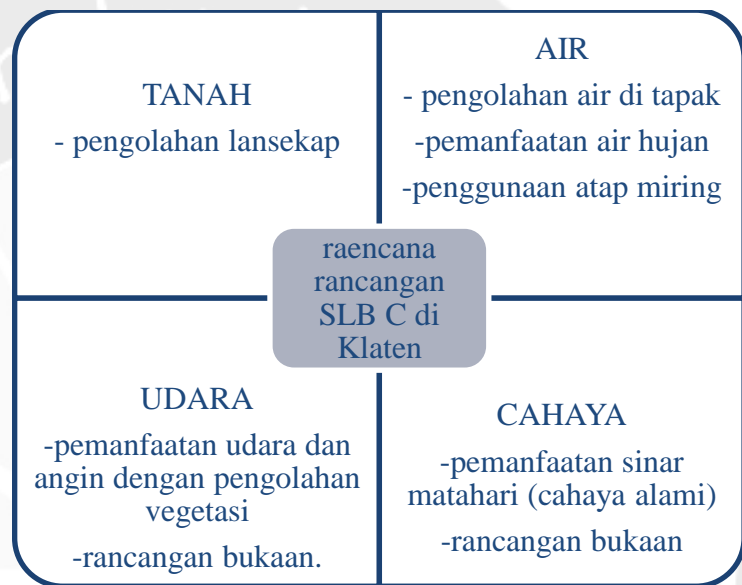 TANAH
- pengolahan lansekap
AIR
- pengolahan air di tapak
-pemanfaatan air hujan
-penggunaan atap miring
raencana
rancangan
SLB C di
Klaten
UDARA
-pemanfaatan udara dan
angin dengan pengolahan
vegetasi
-rancangan bukaan.
CAHAYA
-pemanfaatan sinar
matahari (cahaya alami)
-rancangan bukaan